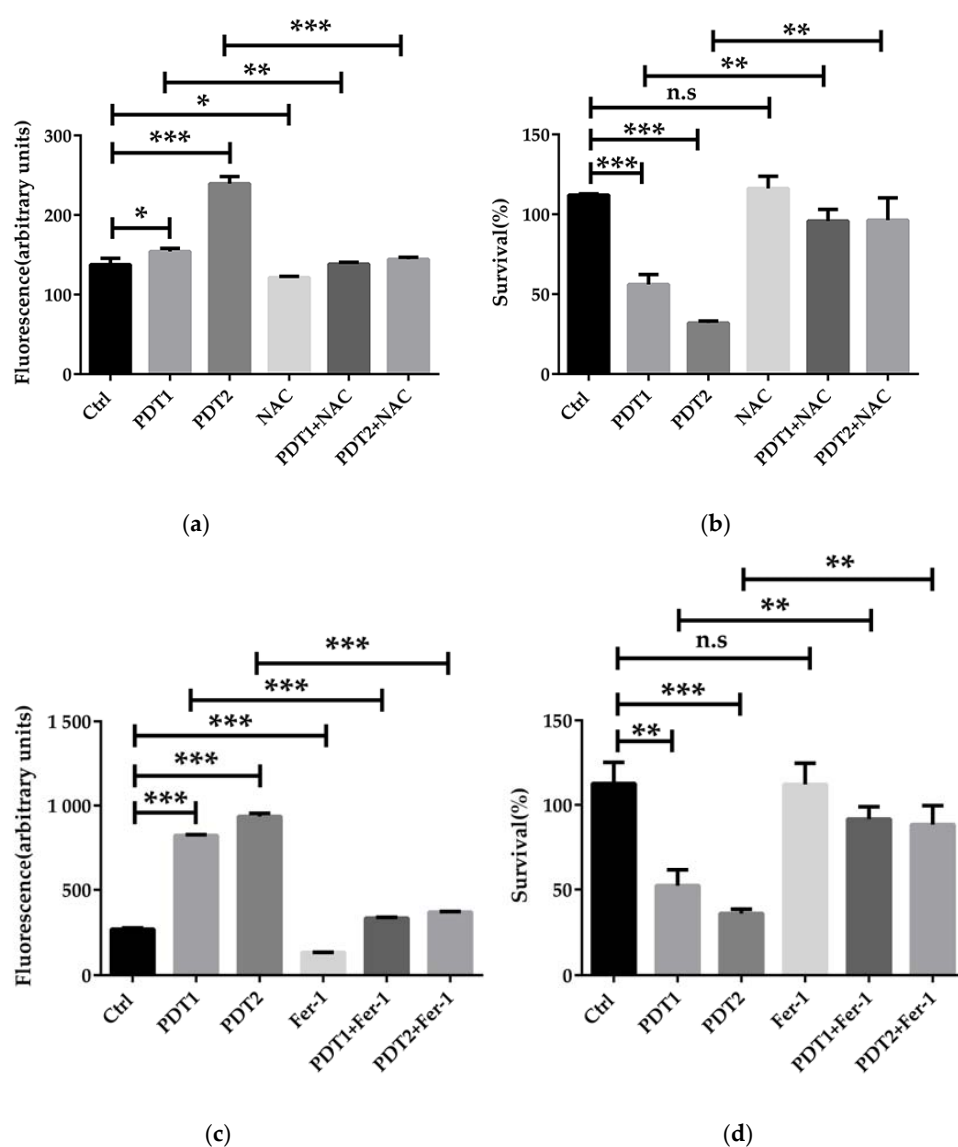 ***
**
*
***
*
Fluorescence(arbitrary units)
300
200
100
0
Ctrl
PDT1
PDT2
NAC
PDT1+NAC
PDT2+NAC
(a)
**
**
n.s
***
***
Survival(%)
150
100
50
0
Ctrl
PDT1
PDT2
NAC
PDT1+NAC
PDT2+NAC
(b)
***
***
***
***
***
Fluorescence(arbitrary units)
1 500
1 000
500
0
Ctrl
PDT1
PDT2
Fer-1
PDT1+Fer-1
PDT2+Fer-1
(c)
**
**
n.s
***
**
Survival(%)
150
100
50
0
Ctrl
PDT1
PDT2
Fer-1
PDT1+Fer-1
PDT2+Fer-1
(d)